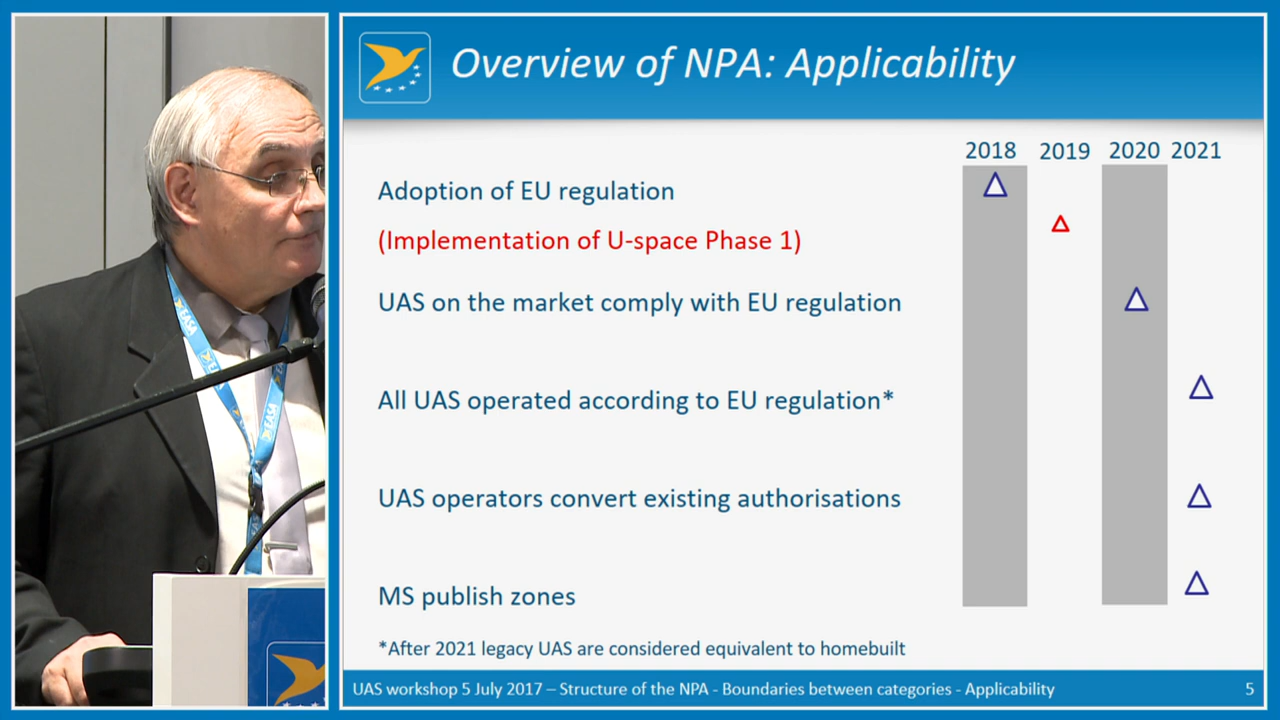 Overview of NPA: Applicability
2018 2019 2020 2021
Adoption of EU regulation
(Implementation of U-space Phase 1)
UAS on the market comply with EU regulation
All UAS operated according to EU regulation*
UAS operators convert existing authorisations
MS publish zones
*After 2021 legacy UAS are considered equivalent to homebuilt
UAS workshop 5 July 2017 – Structure of the NPA - Boundaries between categories - Applicability 5
EASA
EASA